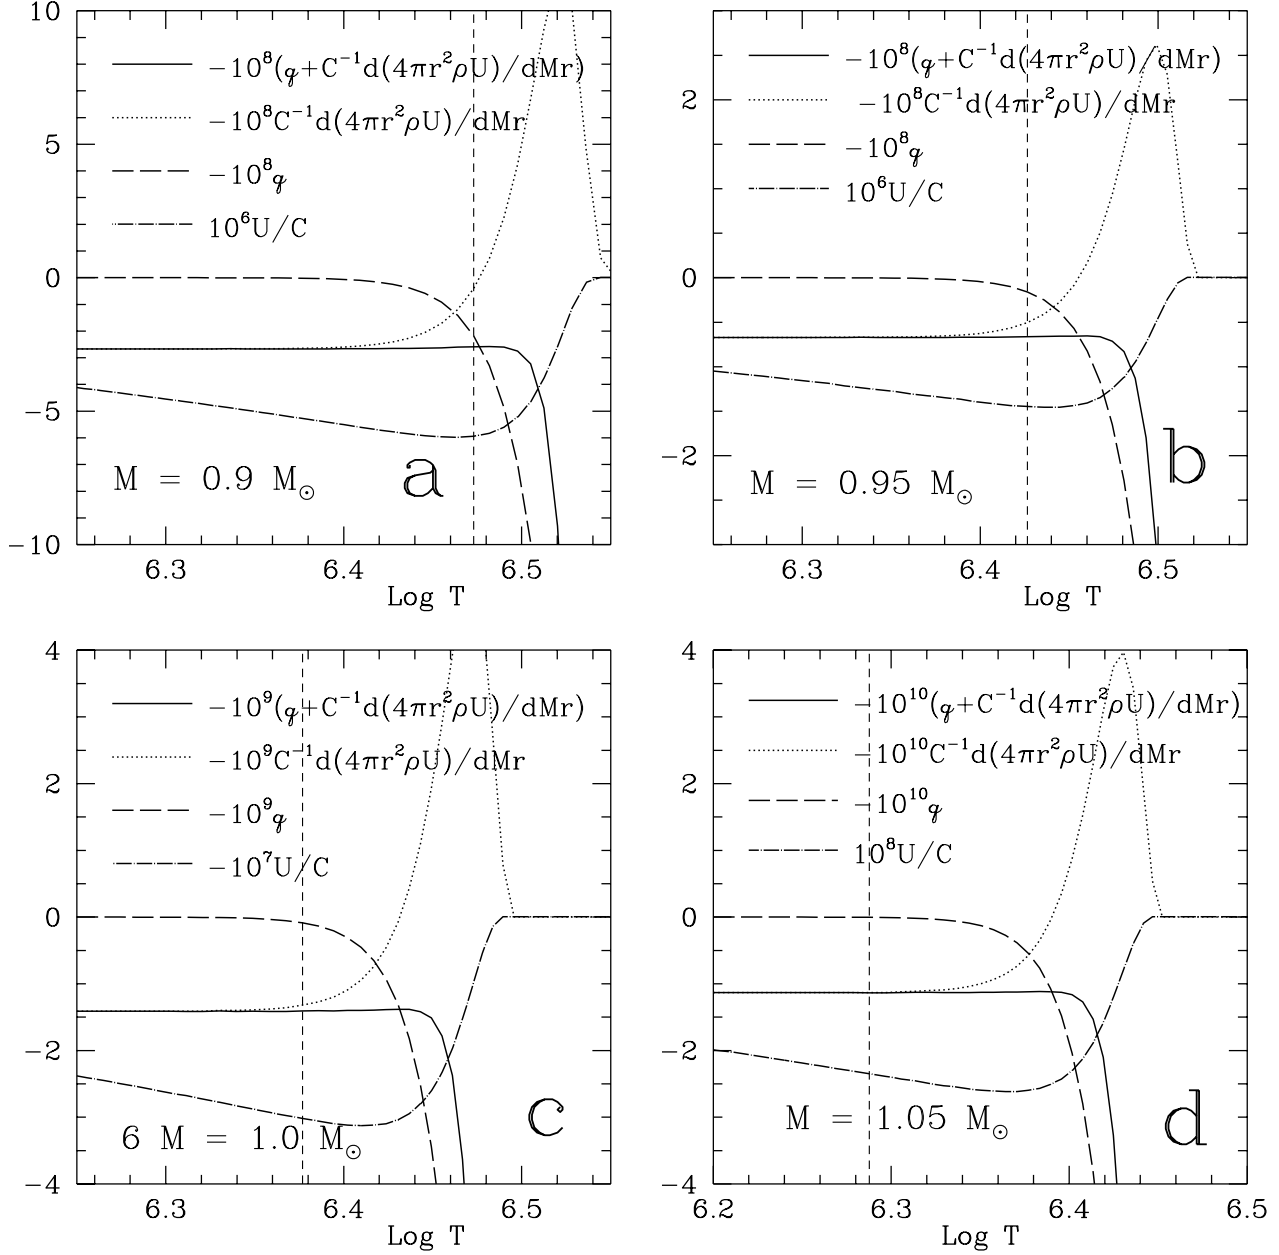 10
5
0
−5
−10
−10⁸(q+C⁻¹d(4πr²ρU)/dMr)
−10⁸C⁻¹d(4πr²ρU)/dMr
−10⁸q
10⁶U/C
M = 0.9 M⊙
a
6.3 6.4 6.5
Log T
2
0
−2
−10⁸(q+C⁻¹d(4πr²ρU)/dMr)
−10⁸C⁻¹d(4πr²ρU)/dMr
−10⁸q
10⁶U/C
M = 0.95 M⊙
b
6.3 6.4 6.5
Log T
4
2
0
−2
−4
−10⁹(q+C⁻¹d(4πr²ρU)/dMr)
−10⁹C⁻¹d(4πr²ρU)/dMr
−10⁹q
−10⁷U/C
6 M = 1.0 M⊙
c
6.3 6.4 6.5
Log T
4
2
0
−2
−4
−10¹⁰(q+C⁻¹d(4πr²ρU)/dMr)
−10¹⁰C⁻¹d(4πr²ρU)/dMr
−10¹⁰q
10⁸U/C
M = 1.05 M⊙
d
6.2 6.3 6.4 6.5
Log T